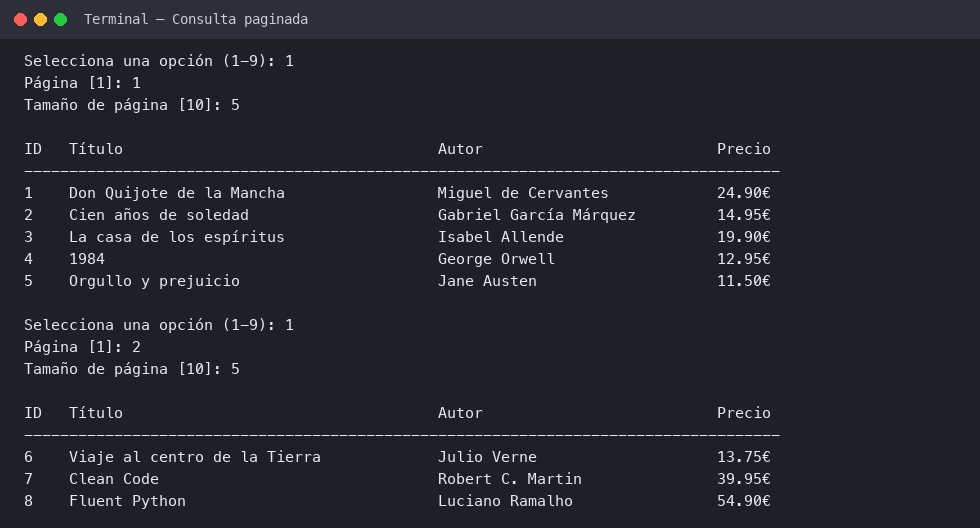 Terminal — Consulta paginada
Selecciona una opción (1–9): 1
Página [1]: 1
Tamaño de página [10]: 5
ID   Título                                   Autor                          Precio
1    Don Quijote de la Mancha                 Miguel de Cervantes            24.90€
2    Cien años de soledad                     Gabriel García Márquez         14.95€
3    La casa de los espíritus                 Isabel Allende                 19.90€
4    1984                                     George Orwell                  12.95€
5    Orgullo y prejuicio                      Jane Austen                    11.50€
Selecciona una opción (1–9): 1
Página [1]: 2
Tamaño de página [10]: 5
ID   Título                                   Autor                          Precio
6    Viaje al centro de la Tierra             Julio Verne                    13.75€
7    Clean Code                               Robert C. Martin               39.95€
8    Fluent Python                            Luciano Ramalho                54.90€